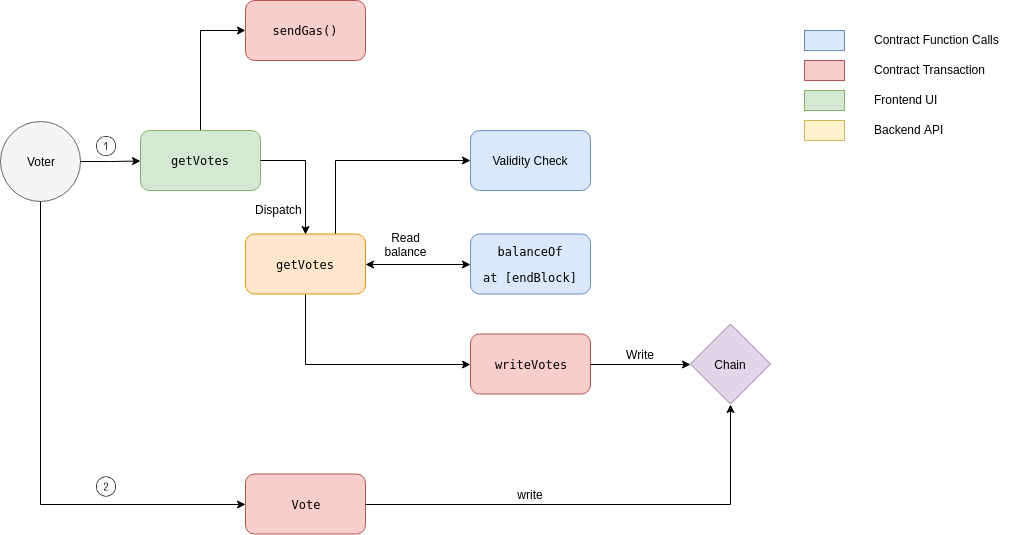 sendGas()
Contract Function Calls
Contract Transaction
Frontend UI
Backend API
Voter
1
getVotes
Validity Check
Dispatch
getVotes
Read
balance
balanceOf
at [endBlock]
writeVotes
Write
Chain
2
Vote
write